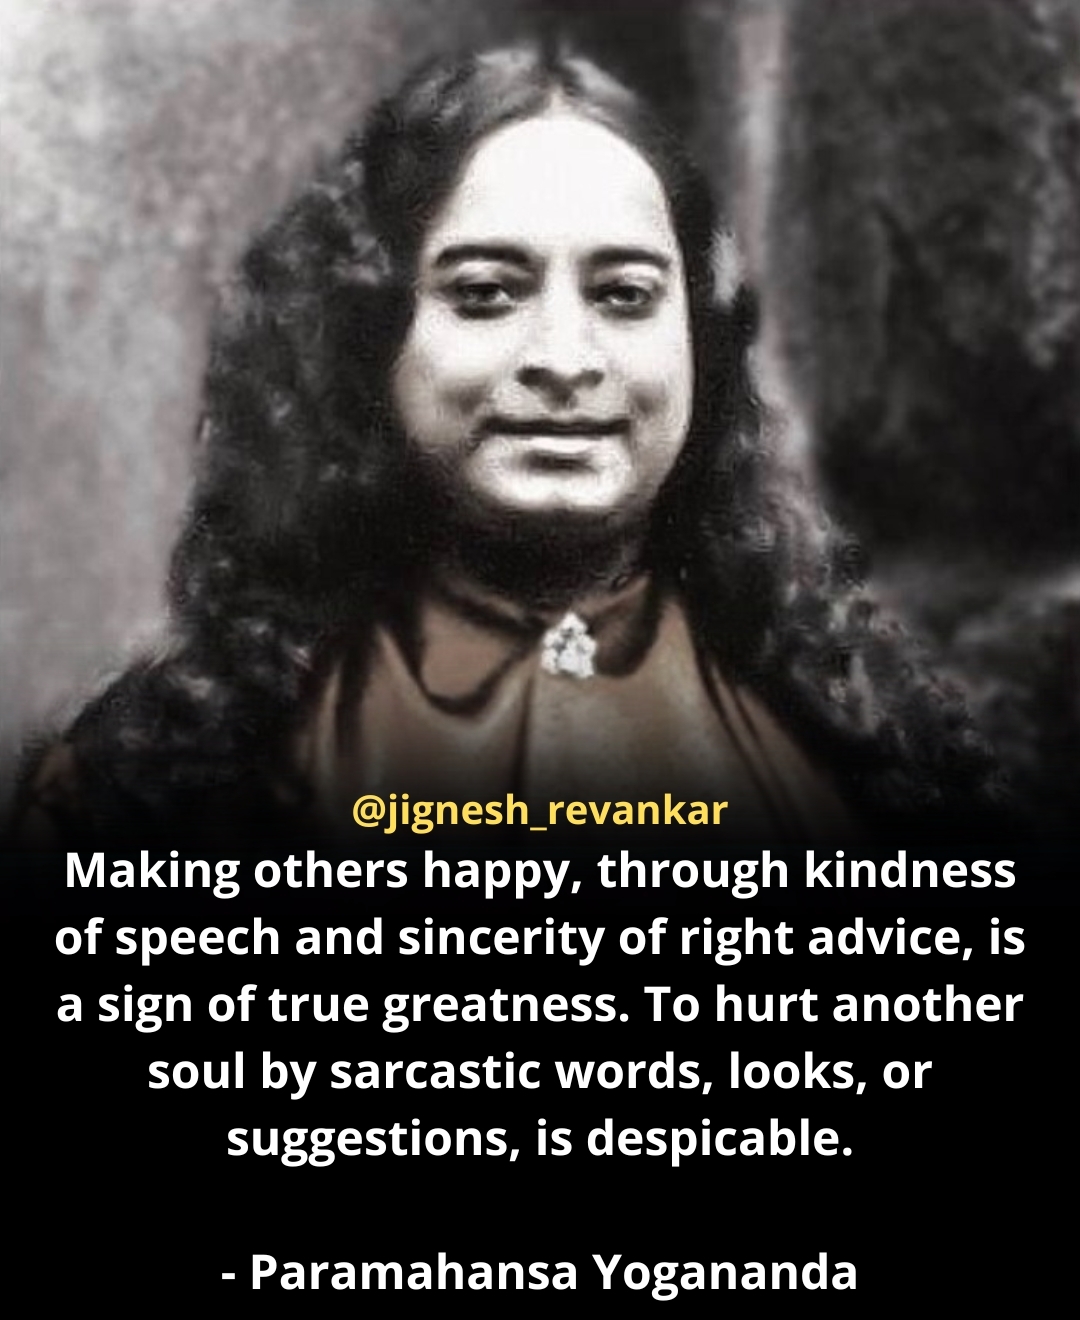 @jignesh_revankar
Making others happy, through kindness
of speech and sincerity of right advice, is
a sign of true greatness. To hurt another
soul by sarcastic words, looks, or
suggestions, is despicable.
- Paramahansa Yogananda